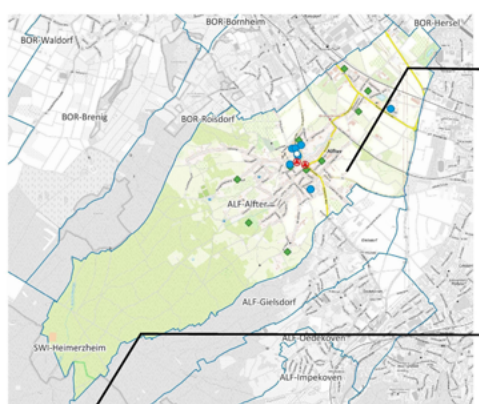 BOR-Hersel
BOR-Bornheim
BOR-Waldorf
BOR-Brenig
BOR-Roisdorf
Alfter
ALF-Alfter
ALF-Gielsdorf
SWI-Heimerzheim
ALF-Oedekoven
ALF-Impekoven